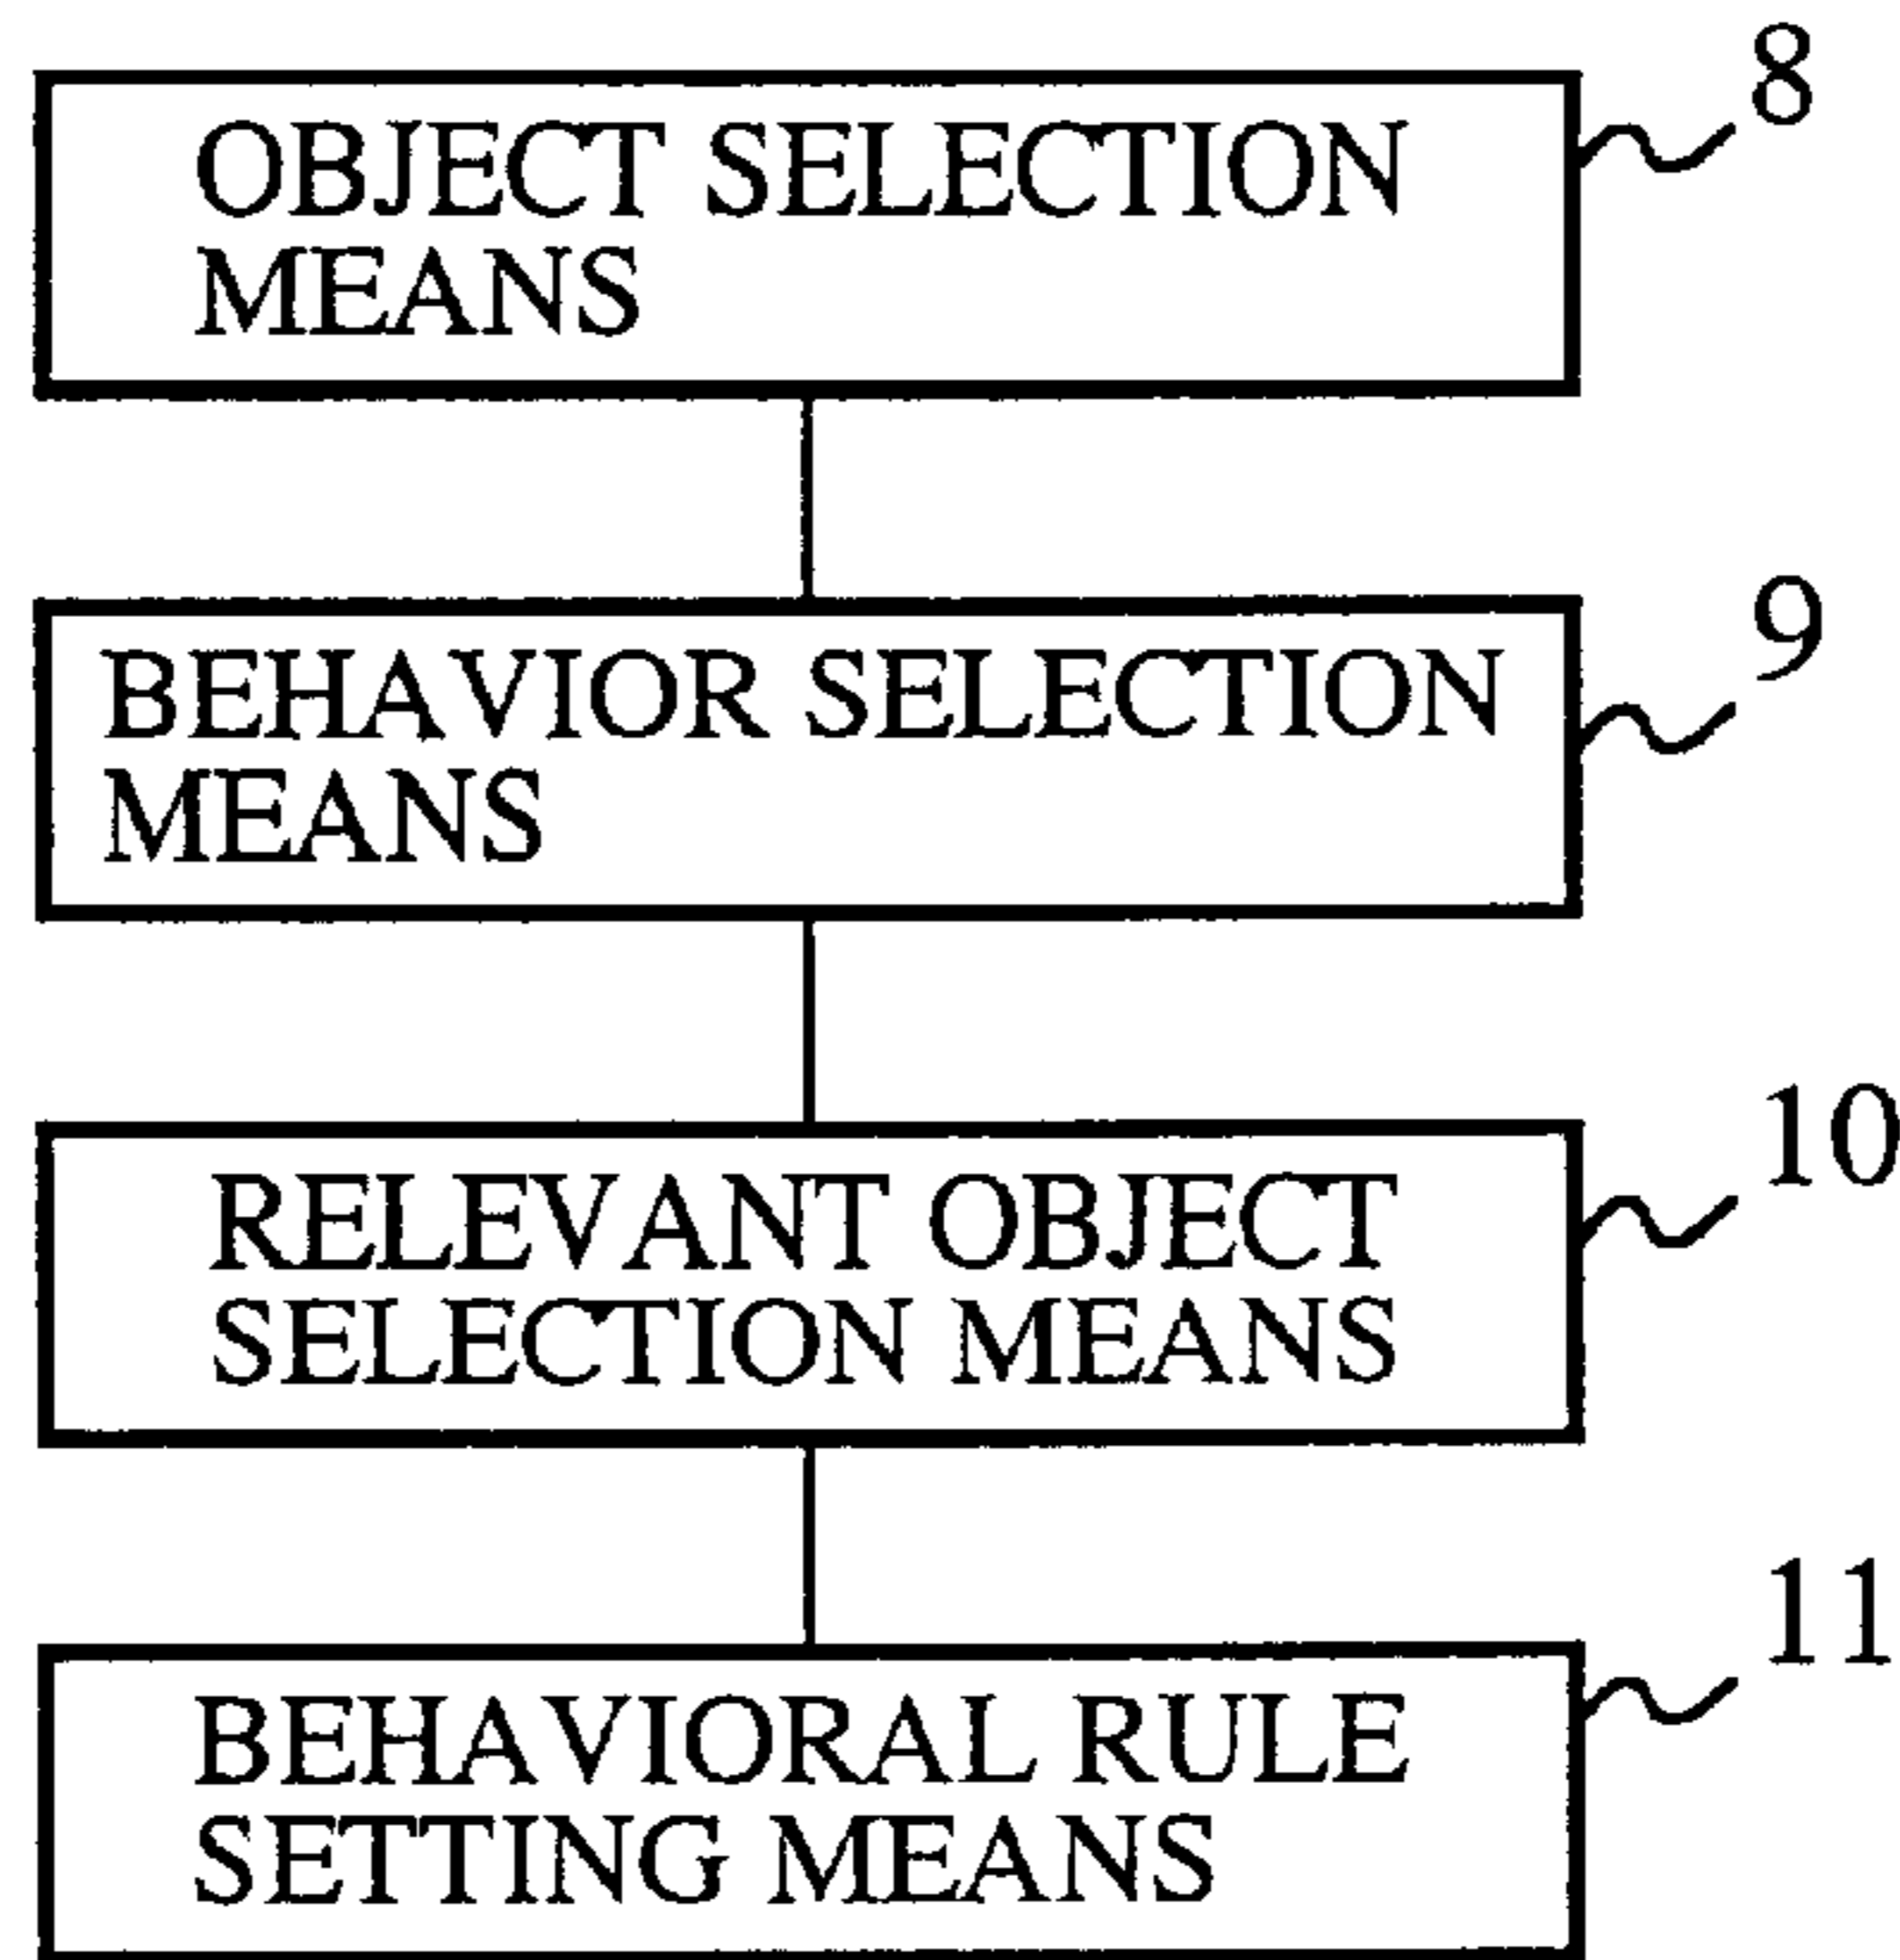 8
OBJECT SELECTION
MEANS
9
BEHAVIOR SELECTION
MEANS
10
RELEVANT OBJECT
SELECTION MEANS
11
BEHAVIORAL RULE
SETTING MEANS